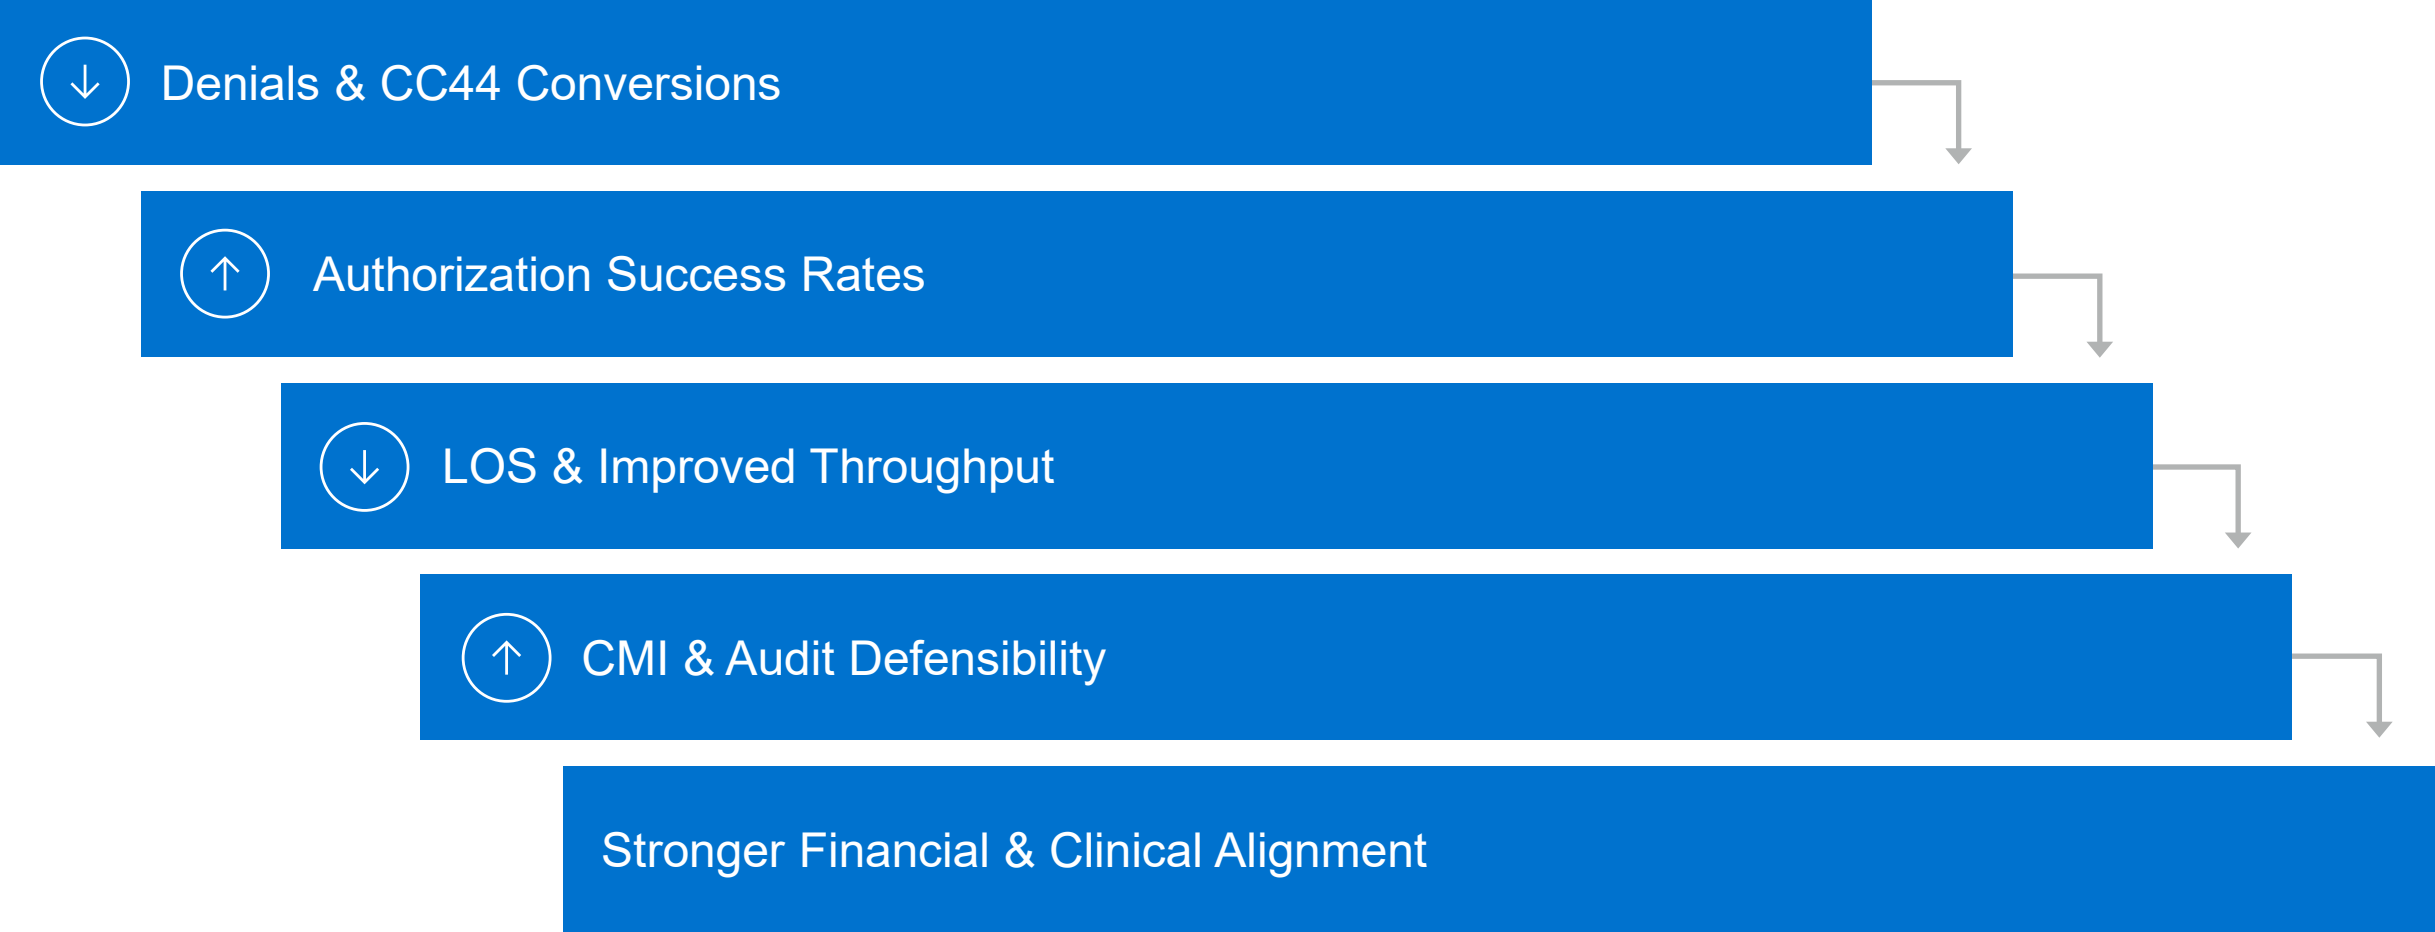 Denials & CC44 Conversions
Authorization Success Rates
LOS & Improved Throughput
CMI & Audit Defensibility
Stronger Financial & Clinical Alignment